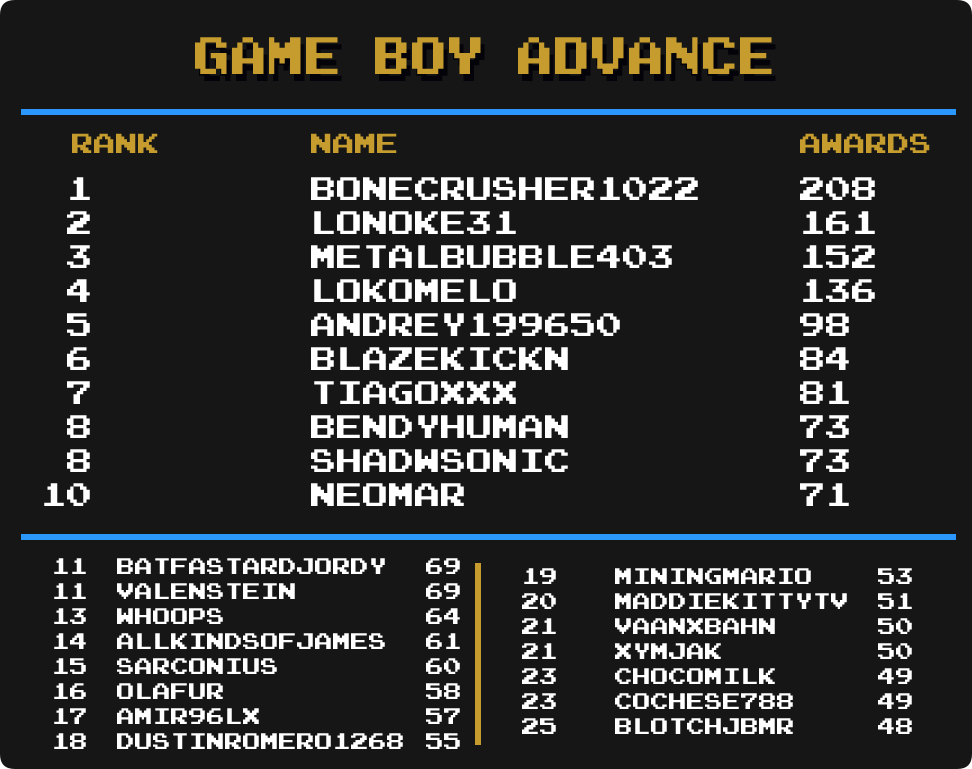 GAME BOY ADVANCE
RANK NAME AWARDS
1 BONECRUSHER1022 208
2 LONOKE31 161
3 METALBUBBLE403 152
4 LOKOMELO 136
5 ANDREY199650 98
6 BLAZEKICKN 84
7 TIAGOXXX 81
8 BENDYHUMAN 73
8 SHADWSONIC 73
10 NEOMAR 71
11 BATFASTARDJORDY 69
11 VALENSTEIN 69
13 WHOOPS 64
14 ALLKINDSOFJAMES 61
15 SARCONIUS 60
16 OLAFUR 58
17 AMIR96LX 57
18 DUSTINROMERO1268 55
19 MININGMARIO 53
20 MADDIEKITTYTV 51
21 VAANXBAHN 50
21 XYMJAK 50
23 CHOCOMILK 49
23 COCHESE788 49
25 BLOTCHJBMR 48